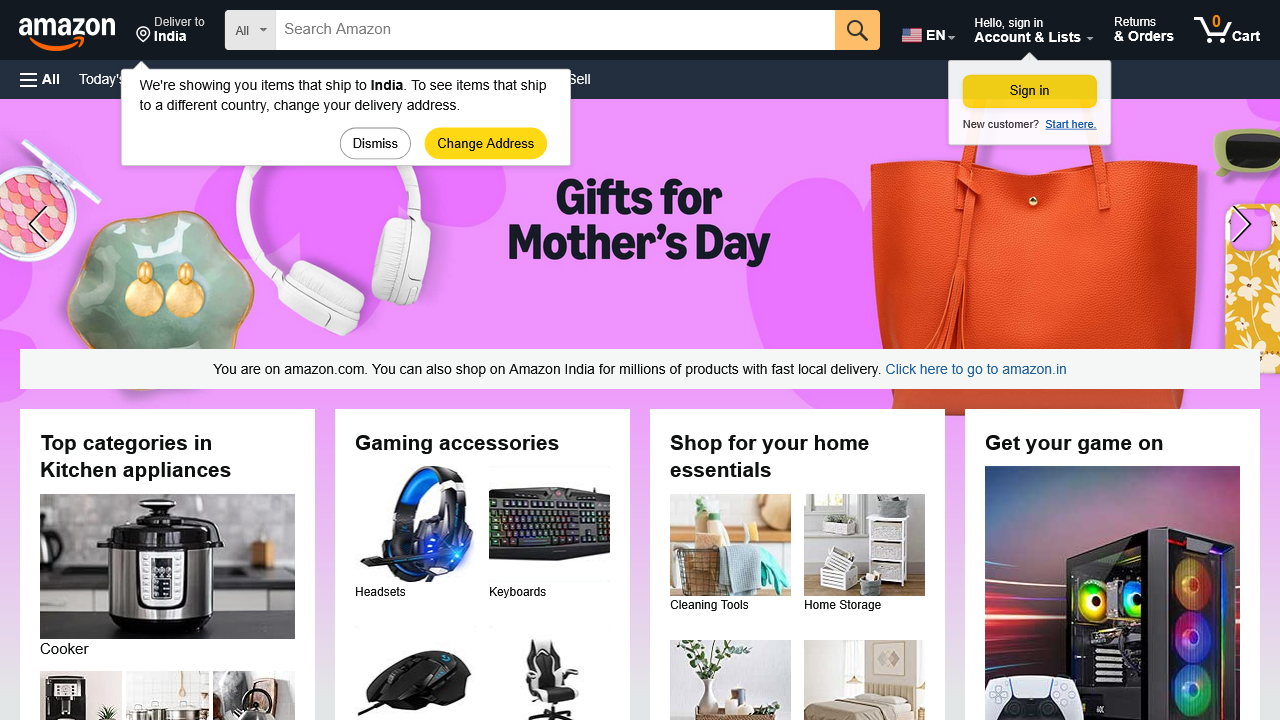 amazon
Deliver to
India
All
Search Amazon
EN
Hello, sign in
Account & Lists
Returns
& Orders
0
Cart
All
Today's
Sell
We're showing you items that ship to India. To see items that ship
to a different country, change your delivery address.
Dismiss
Change Address
Sign in
New customer? Start here.
Gifts for
Mother's Day
You are on amazon.com. You can also shop on Amazon India for millions of products with fast local delivery. Click here to go to amazon.in
Top categories in
Kitchen appliances
Cooker
Gaming accessories
Headsets
Keyboards
Shop for your home
essentials
Cleaning Tools
Home Storage
Get your game on